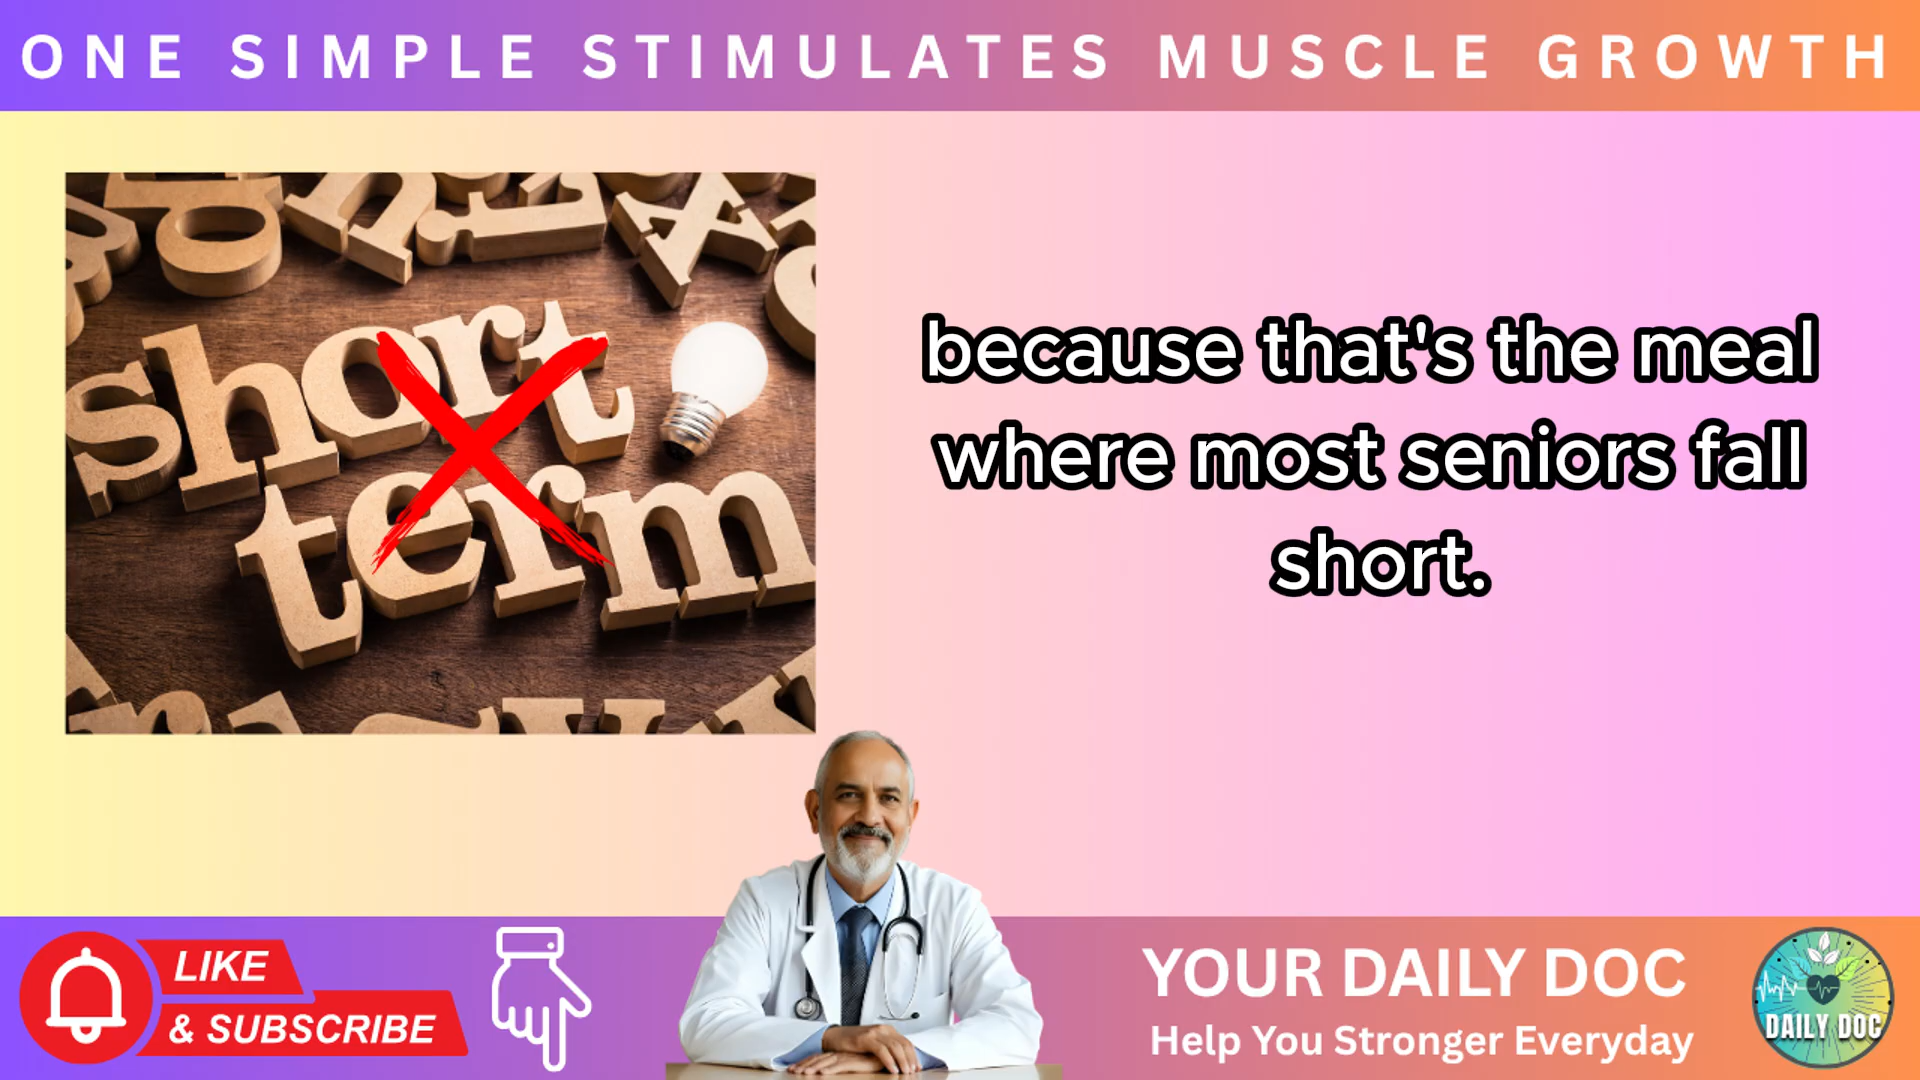 ONE SIMPLE STIMULATES MUSCLE GROWTH
short
term
because that's the meal
where most seniors fall
short.
LIKE
& SUBSCRIBE
YOUR DAILY DOC
Help You Stronger Everyday
DAILY DOC